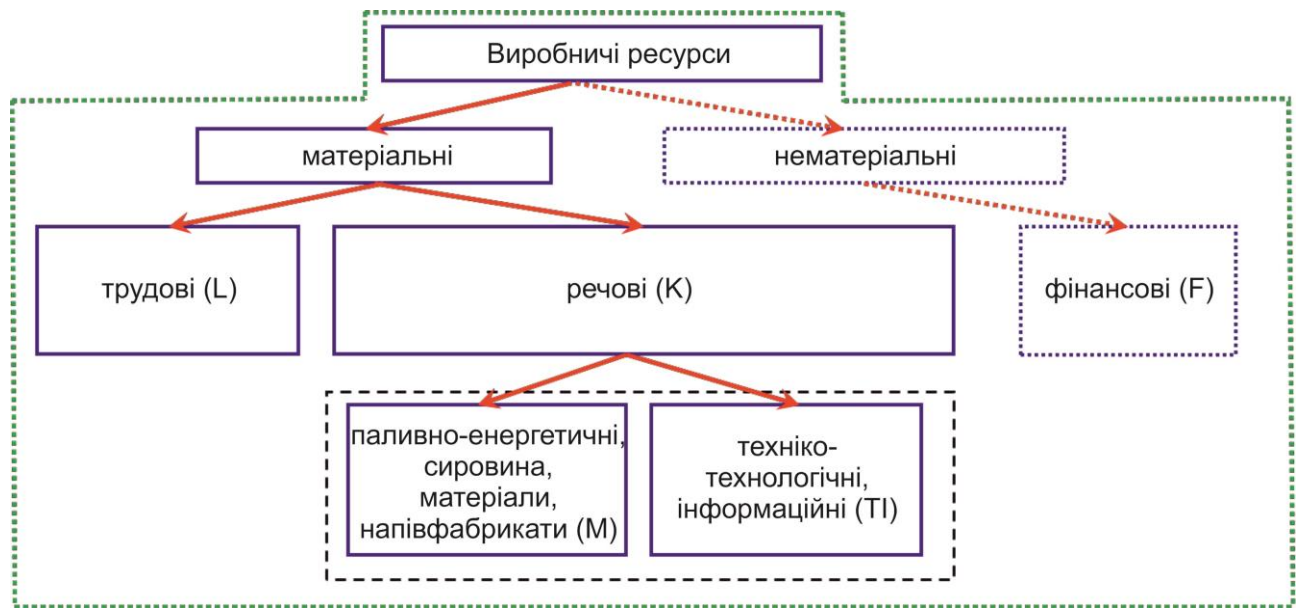 Виробничі ресурси
матеріальні
нематеріальні
трудові (L)
речові (K)
фінансові (F)
паливно-енергетичні,
сировина,
матеріали,
напівфабрикати (M)
техніко-
технологічні,
інформаційні (TI)